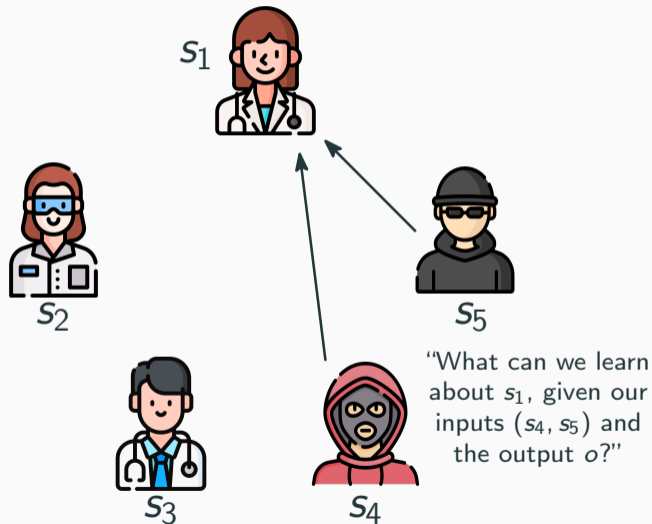 s₁
s₂
s₅
"What can we learn
about s₁, given our
inputs (s₄, s₅) and
the output o?"
s₃
s₄